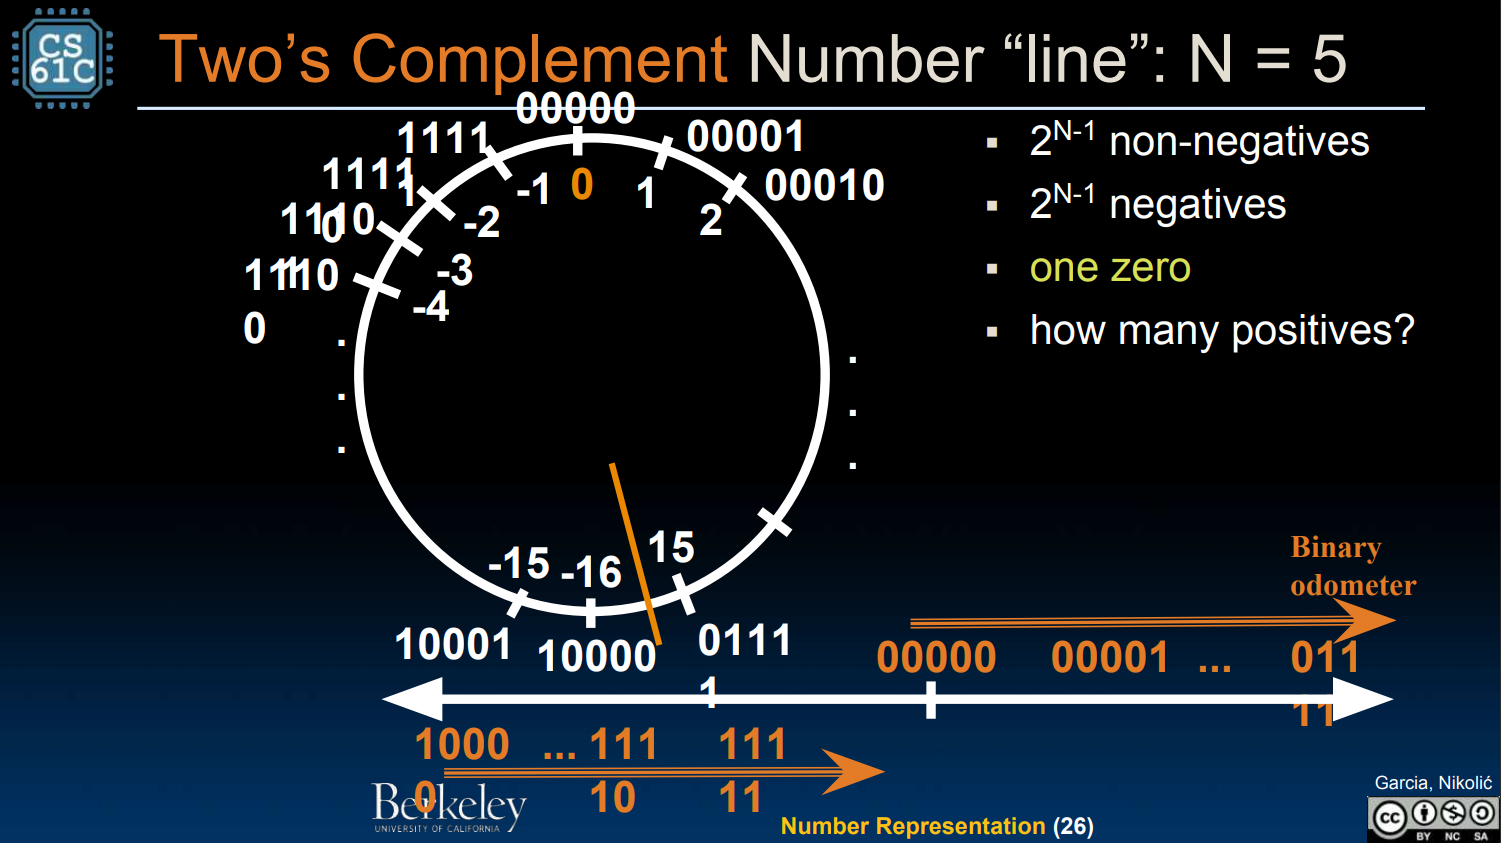 CS
61C
Two's Complement Number “line”: N = 5
00000
1111
1
00001
1111
0
00010
1110
1
1110
0
-1
0
1
2
-2
-3
-4
.
.
.
.
.
.
▪ 2^N-1 non-negatives
▪ 2^N-1 negatives
▪ one zero
▪ how many positives?
-15
-16
15
10001
10000
0111
1
Binary
odometer
00000 00001 ... 011
11
1000 ... 111 111
0 10 11
Berkeley
UNIVERSITY OF CALIFORNIA
Number Representation (26)
Garcia, Nikolić
cc
BY NC SA